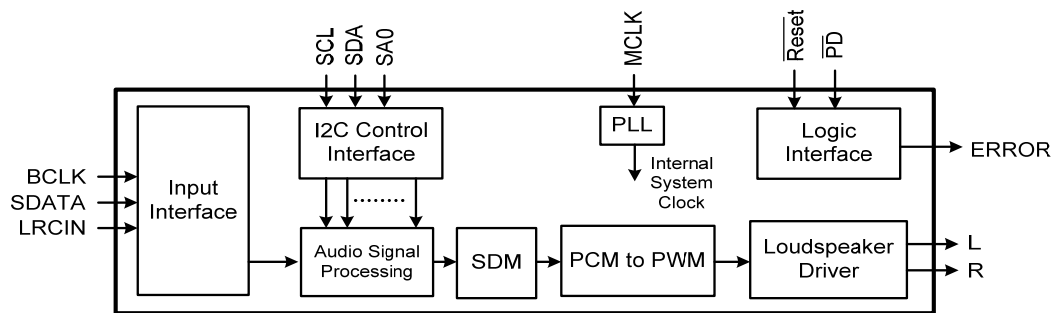 SCL
SDA
SA0
MCLK
Reset
PD
I2C Control
Interface
PLL
Logic
Interface
ERROR
BCLK
SDATA
LRCIN
Input
Interface
Internal
System
Clock
........
Audio Signal
Processing
SDM
PCM to PWM
Loudspeaker
Driver
L
R